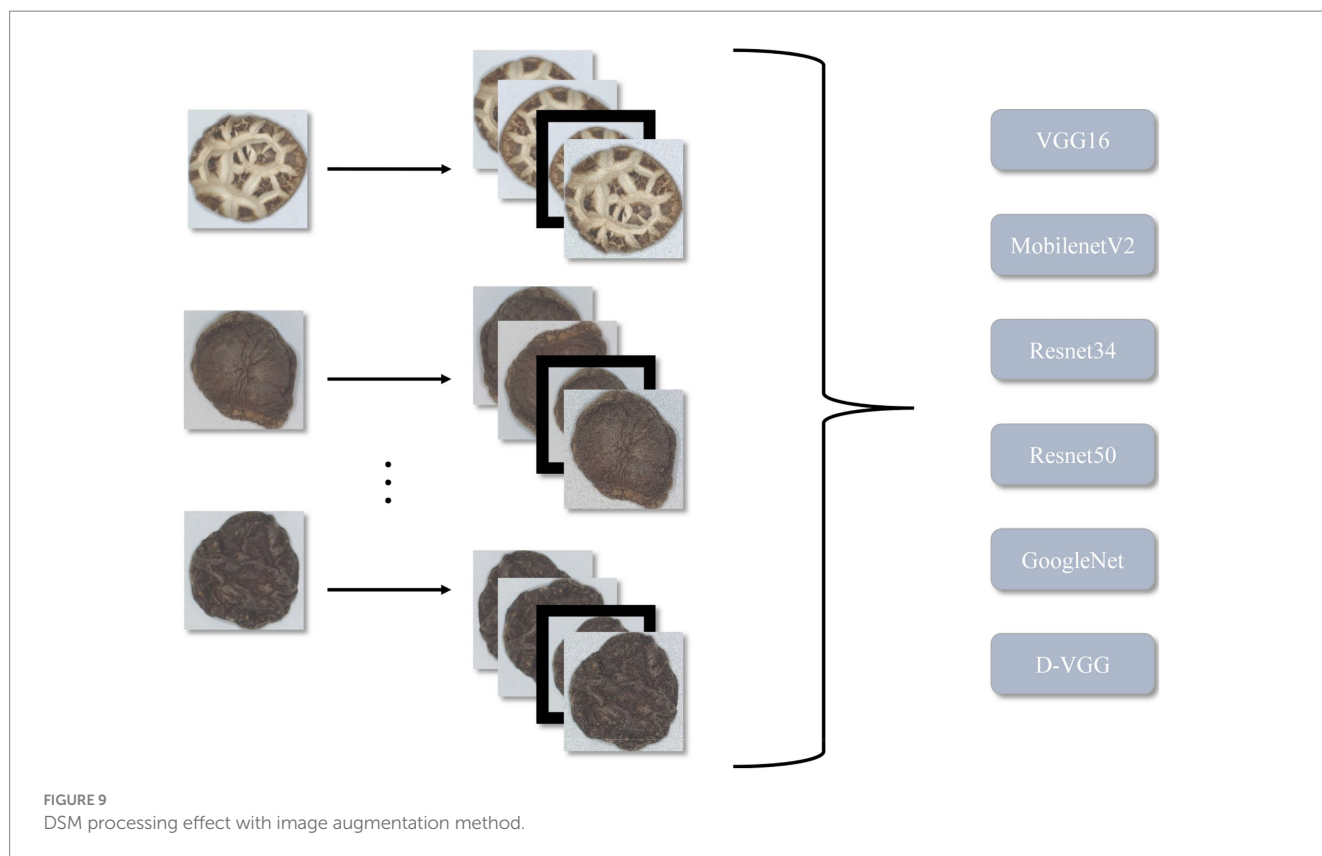 VGG16
MobilenetV2
Resnet34
Resnet50
GoogleNet
D-VGG
FIGURE 9
DSM processing effect with image augmentation method.